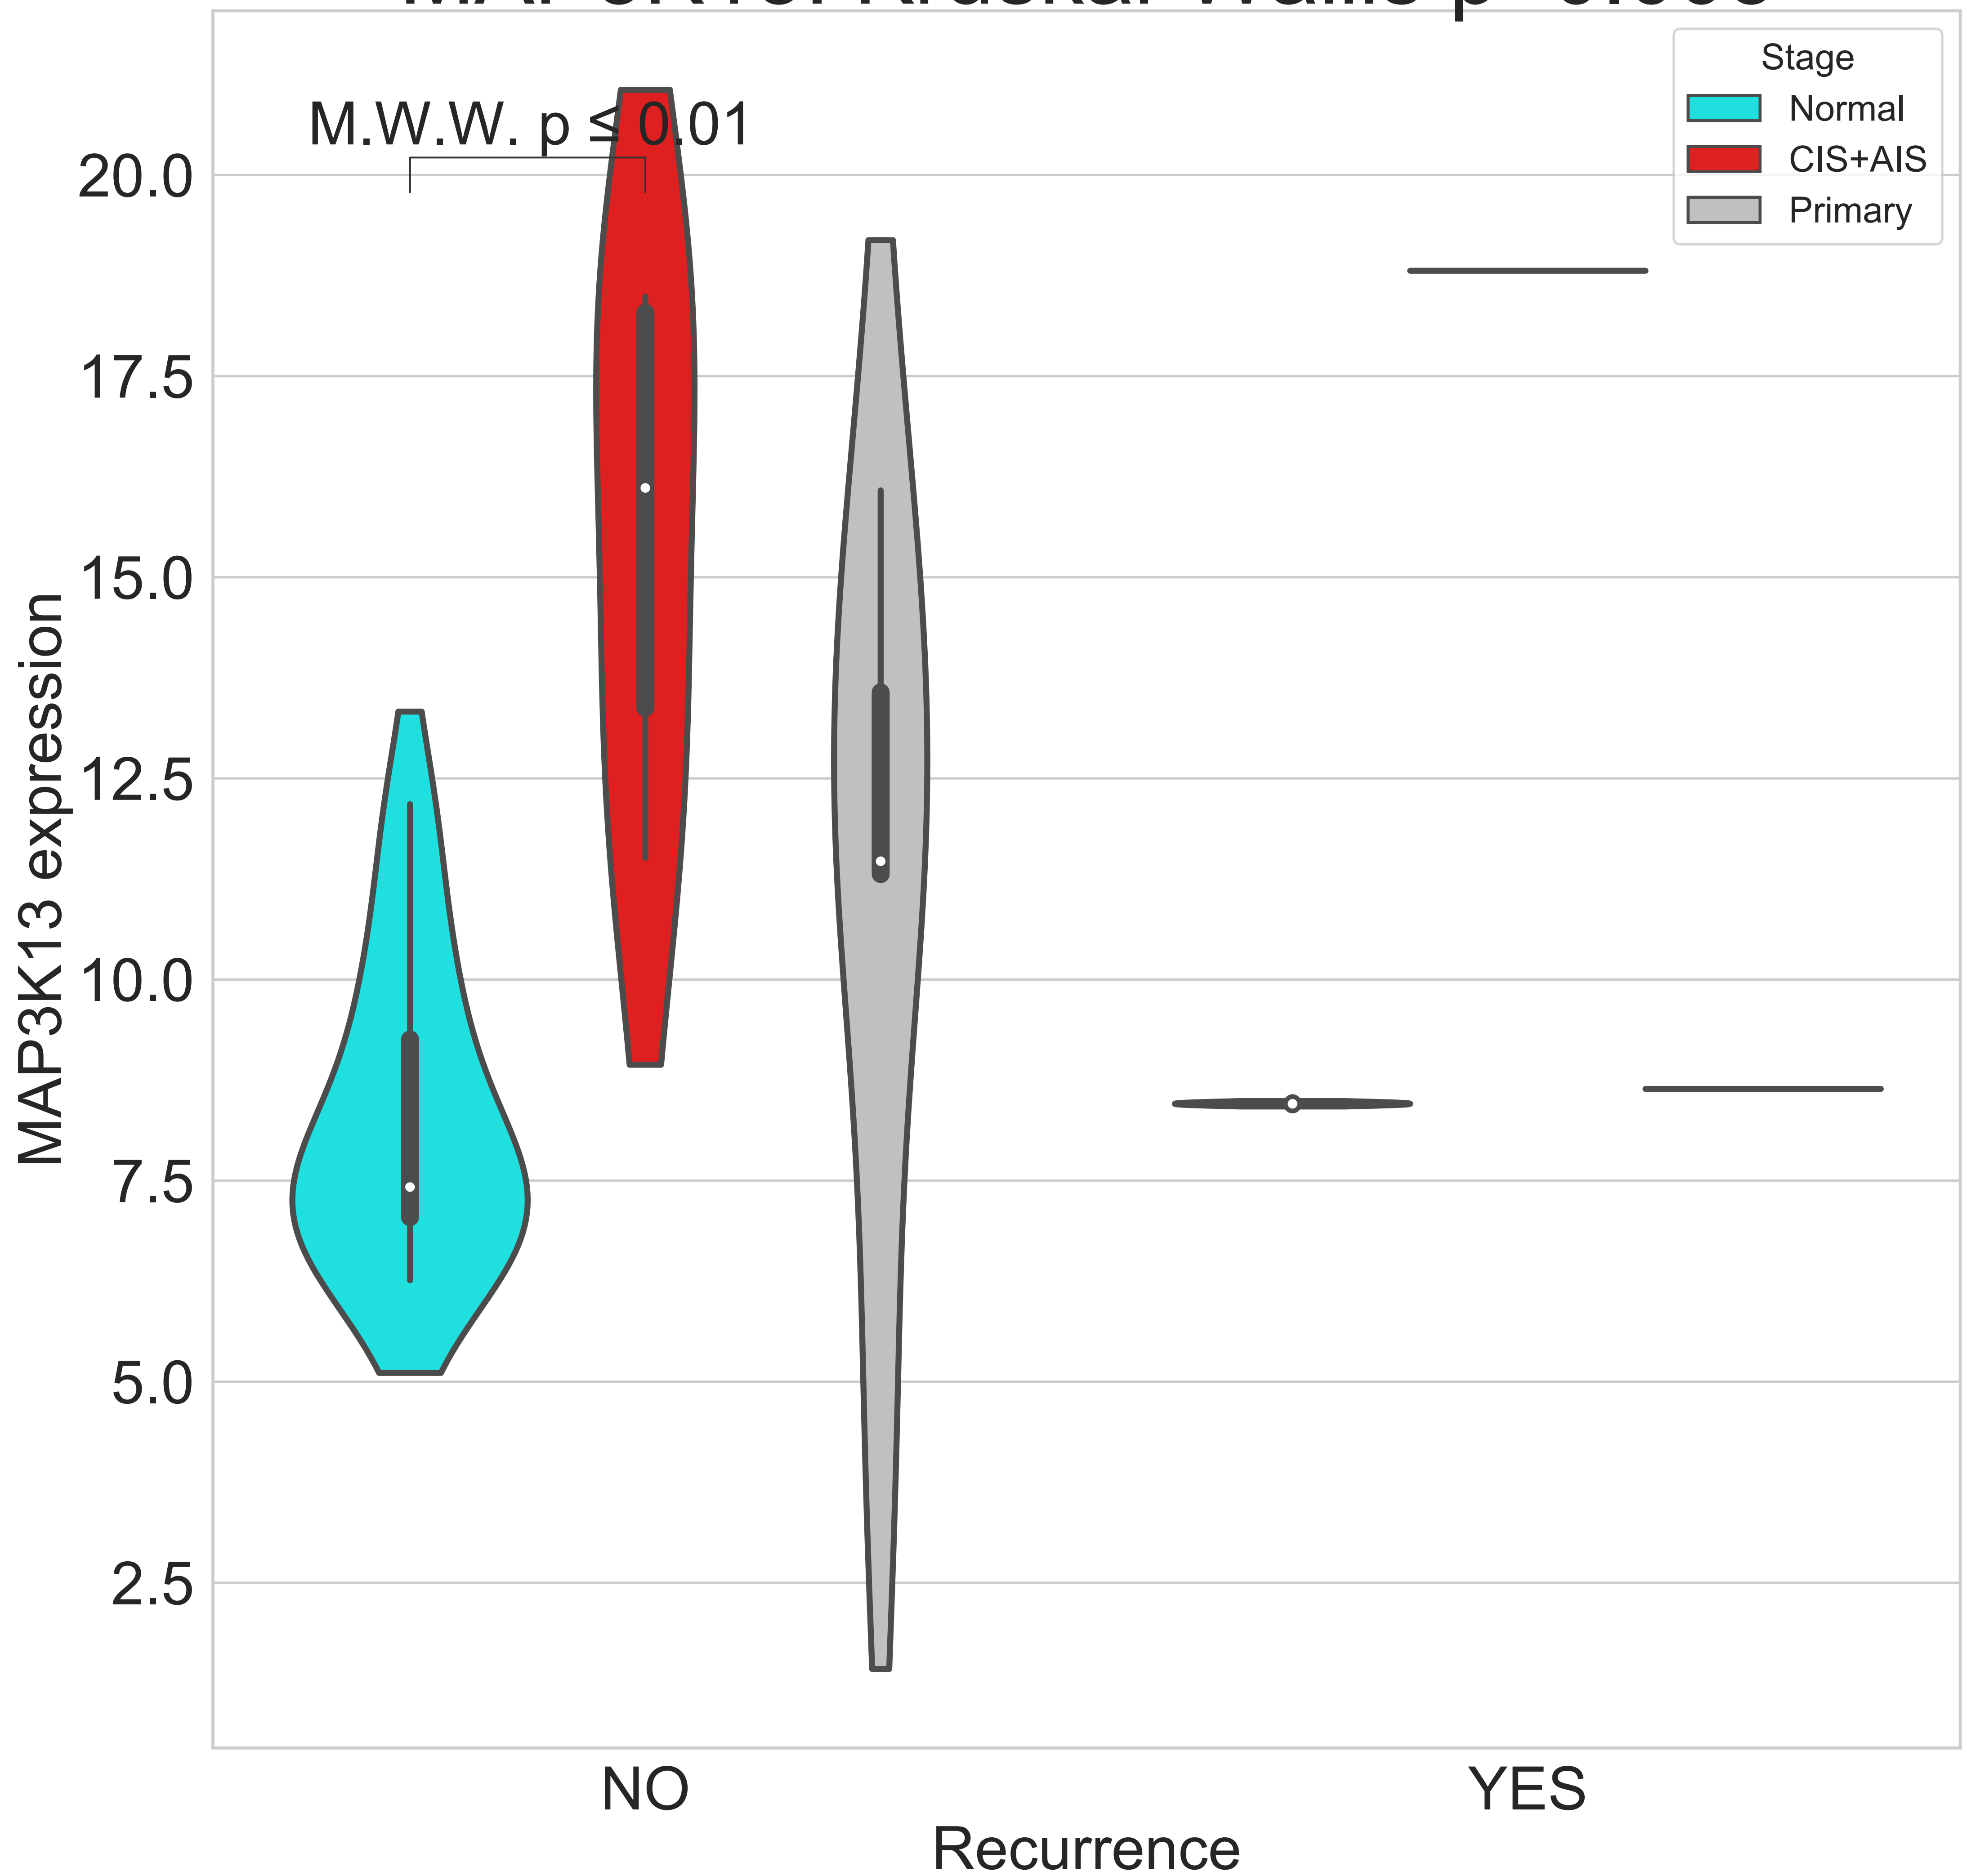 Stage
Normal
CIS+AIS
Primary
M.W.W. p ≤ 0.01
20.0
17.5
15.0
12.5
10.0
7.5
5.0
2.5
MAP3K13 expression
NO
YES
Recurrence